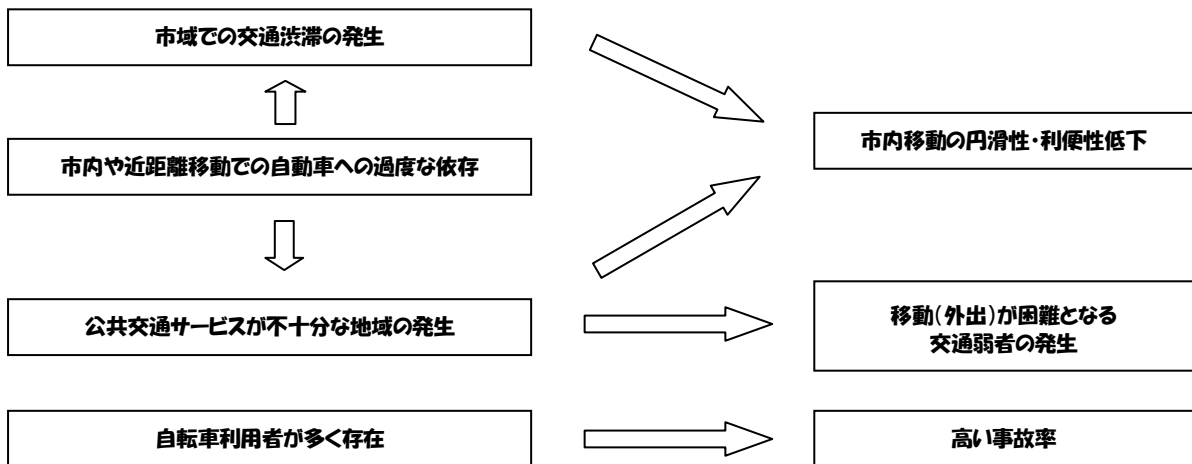 市域での交通渋滞の発生
市内移動の円滑性・利便性低下
市内や近距離移動での自動車への過度な依存
公共交通サービスが不十分な地域の発生
移動(外出)が困難となる
交通弱者の発生
自転車利用者が多く存在
高い事故率